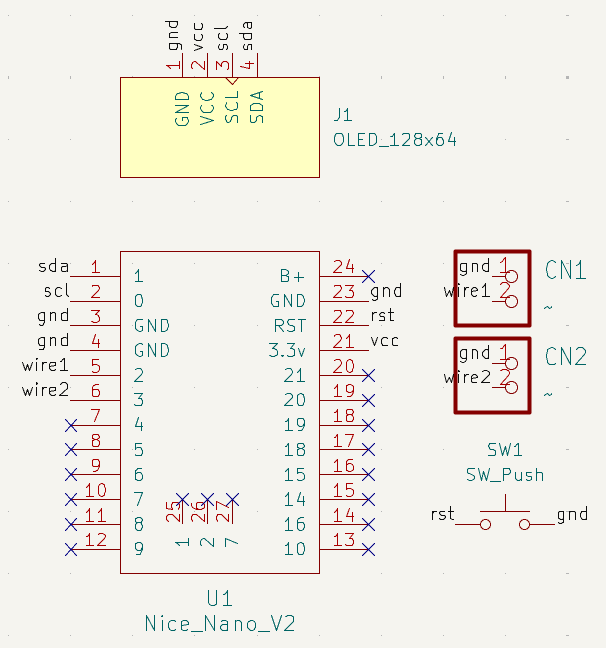 gnd vcc scl sda
1 2 3 4
GND VCC SCL SDA
J1
OLED_128x64
sda 1 1 B+ 24
scl 2 0 GND 23 gnd
gnd 3 GND RST 22 rst
gnd 4 GND 3.3v 21 vcc
wire1 5 2 21 20
wire2 6 3 20 19
7 4 19 18
8 5 18 17
9 6 15 16
10 7 14 15
11 8 16 14
12 9 10 13
25 26 27
1 2 7
U1
Nice_Nano_V2
gnd 1 CN1
wire1 2 ~
gnd 1 CN2
wire2 2 ~
SW1
SW_Push
rst gnd